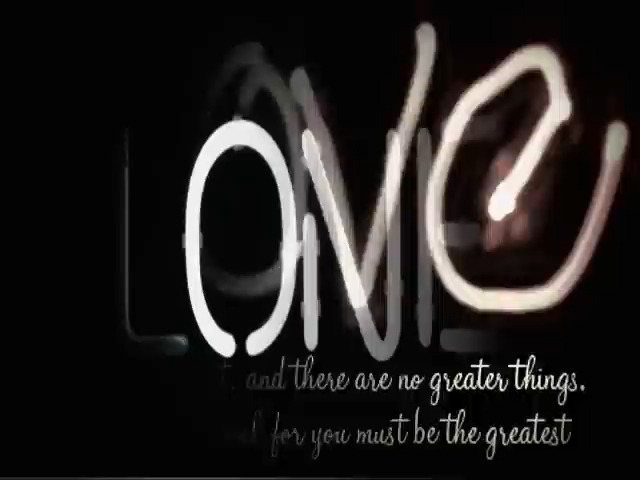 LOVE
and there are no greater things.
for you must be the greatest